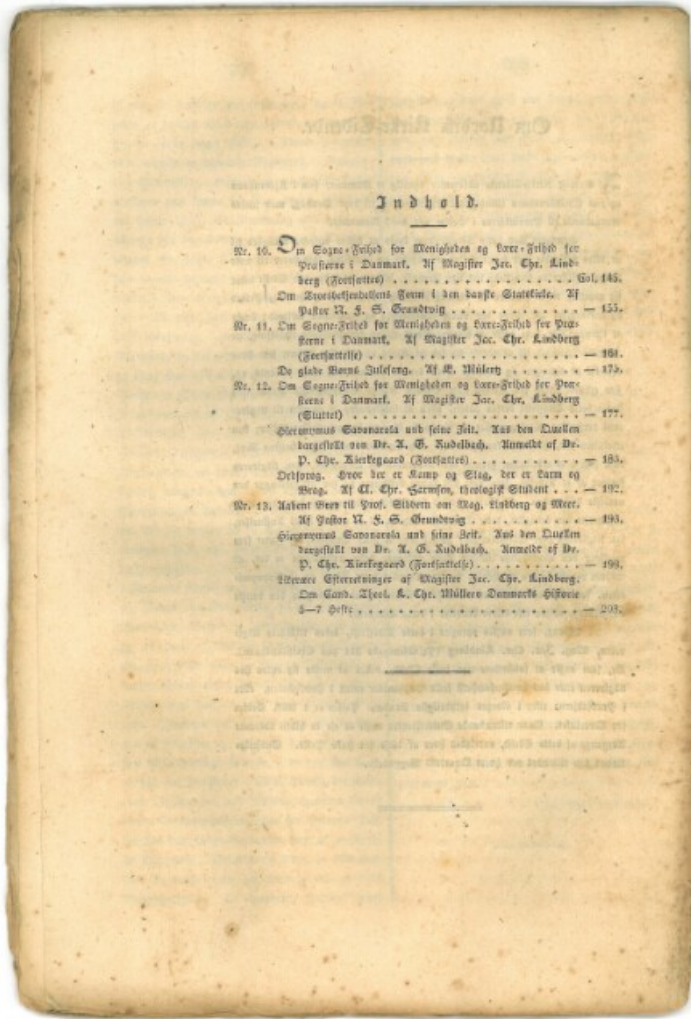 Indhold.
Nr. 10. Om Sogne-Frihed for Menigheden og Lære-Frihed for
Præsterne i Danmark. Af Magister Jac. Chr. Lind-
berg (Fortsættes) . . . . . . . . . . . . . . Col. 145.
Om Troesbekjendelsens Form i den danske Statskirke. Af
Pastor N. F. S. Grundtvig . . . . . . . . . . . . — 155.
Nr. 11. Om Sogne-Frihed for Menigheden og Lære-Frihed for Præ-
sterne i Danmark. Af Magister Jac. Chr. Lindberg
(Fortsættelse) . . . . . . . . . . . . . . . . — 161.
De glade Børns Julesang. Af E. Mülertz . . . . . . . — 175.
Nr. 12. Om Sogne-Frihed for Menigheden og Lære-Frihed for Præ-
sterne i Danmark. Af Magister Jac. Chr. Lindberg
(Sluttet) . . . . . . . . . . . . . . . . . . — 177.
Hieronymus Savonarola und seine Zeit. Aus den Quellen
dargestellt von Dr. A. G. Rudelbach. Anmeldt af Dr.
P. Chr. Kierkegaard (Fortsættes) . . . . . . . . . . — 185.
Ordsprog. Hvor der er Kamp og Slag, der er Larm og
Brag. Af Cl. Chr. Harmsen, theologisk Student . . . — 192.
Nr. 13. Aabent Brev til Prof. Sibbern om Mag. Lindberg og Meer.
Af Pastor N. F. S. Grundtvig . . . . . . . . . . — 193.
Hieronymus Savonarola und seine Zeit. Aus den Quellen
dargestellt von Dr. A. G. Rudelbach. Anmeldt af Dr.
P. Chr. Kierkegaard (Fortsættelse) . . . . . . . . . — 198.
Literære Efterretninger af Magister Jac. Chr. Lindberg.
Om Cand. Theol. L. Chr. Müllers Danmarks Historie
5—7 Hefte . . . . . . . . . . . . . . . . . . — 203.